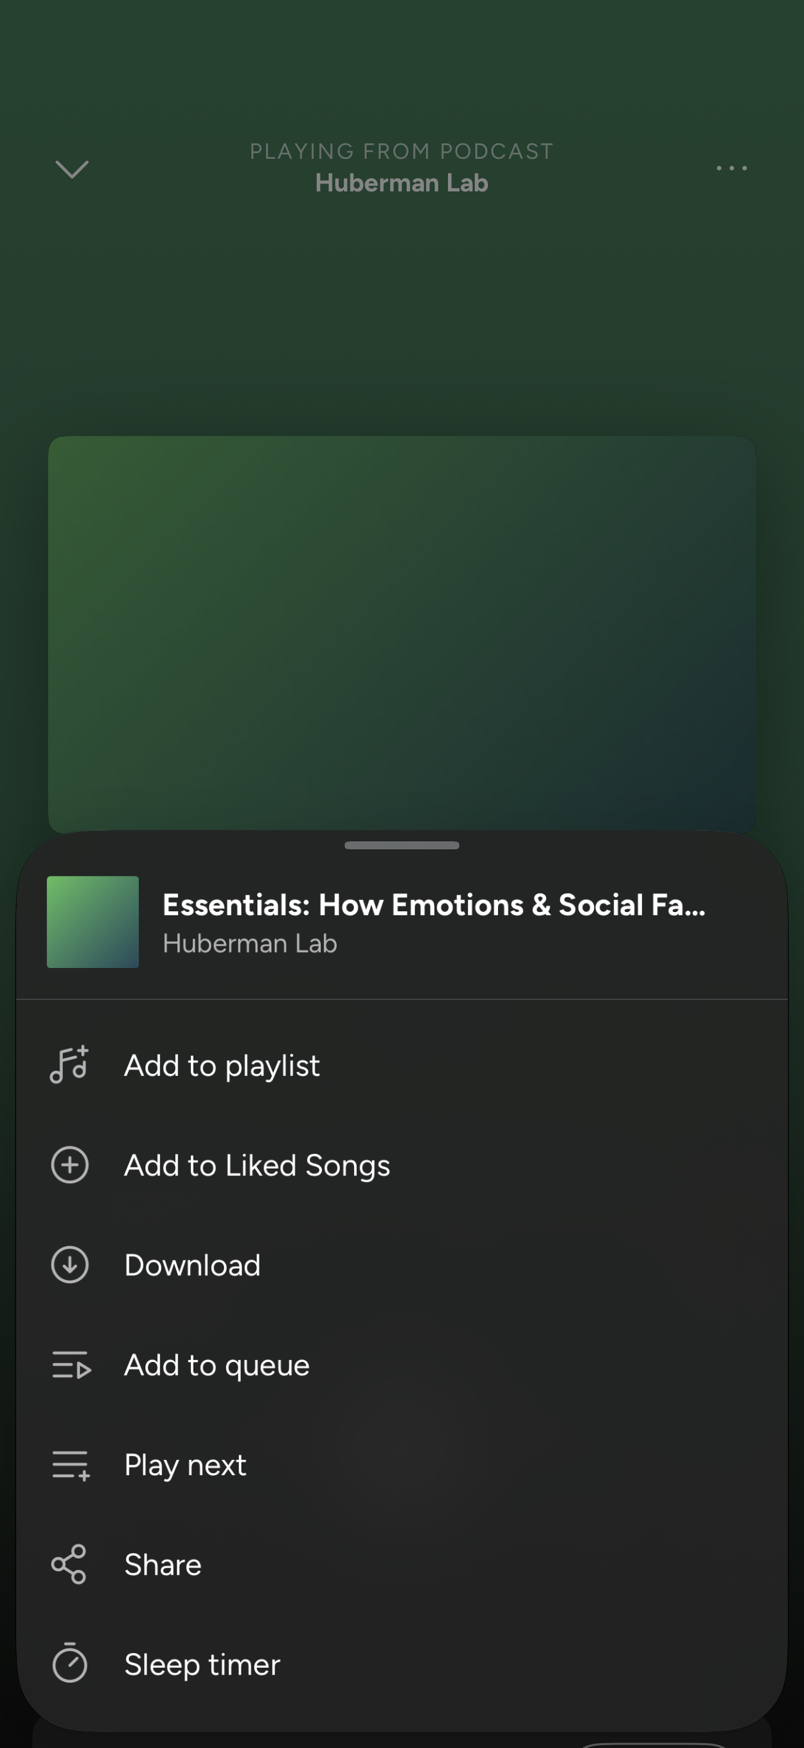 PLAYING FROM PODCAST
Huberman Lab
Essentials: How Emotions & Social Fa...
Huberman Lab
Add to playlist
Add to Liked Songs
Download
Add to queue
Play next
Share
Sleep timer